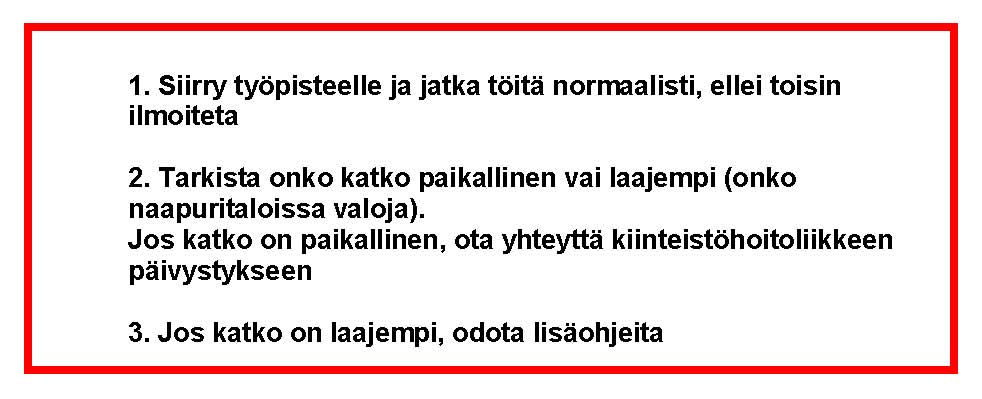 1. Siirry työpisteelle ja jatka töitä normaalisti, ellei toisin
ilmoiteta
2. Tarkista onko katko paikallinen vai laajempi (onko
naapuritaloissa valoja).
Jos katko on paikallinen, ota yhteyttä kiinteistöhoitoliikkeen
päivystykseen
3. Jos katko on laajempi, odota lisäohjeita